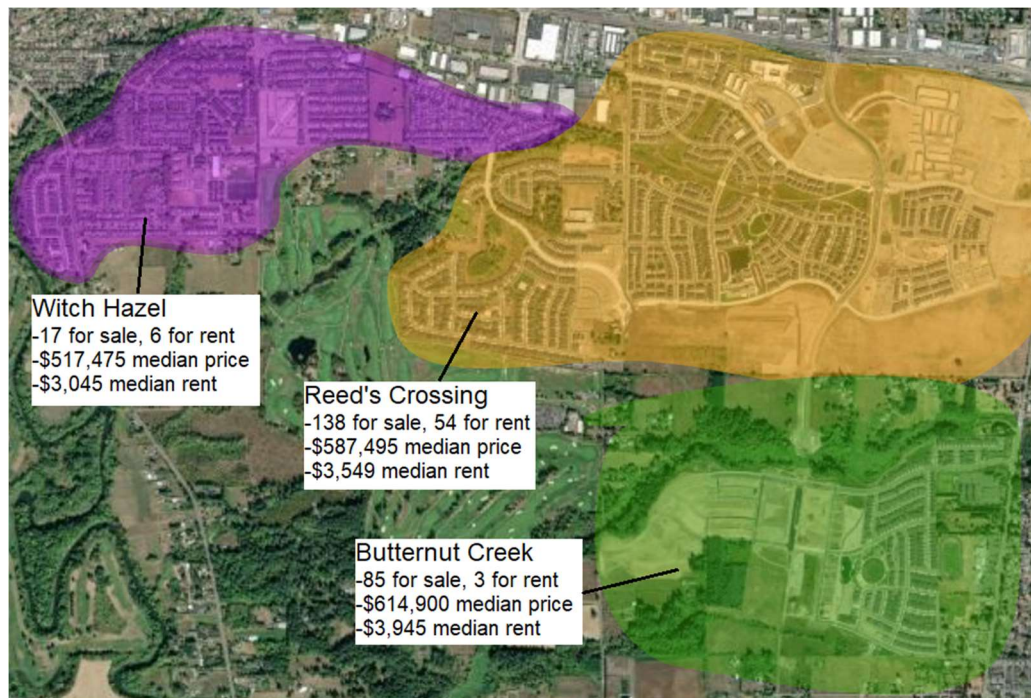 Witch Hazel
-17 for sale, 6 for rent
-$517,475 median price
-$3,045 median rent
Reed's Crossing
-138 for sale, 54 for rent
-$587,495 median price
-$3,549 median rent
Butternut Creek
-85 for sale, 3 for rent
-$614,900 median price
-$3,945 median rent